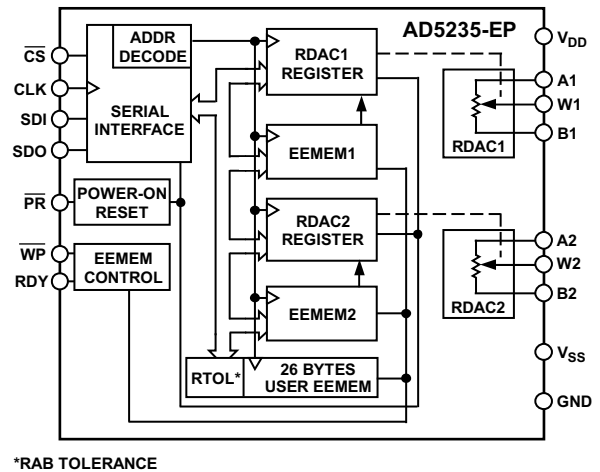 AD5235-EP
CS
CLK
SDI
SDO
PR
WP
RDY
ADDR
DECODE
SERIAL
INTERFACE
POWER-ON
RESET
EEMEM
CONTROL
RDAC1
REGISTER
EEMEM1
RDAC2
REGISTER
EEMEM2
RTOL*
26 BYTES
USER EEMEM
RDAC1
RDAC2
VDD
A1
W1
B1
A2
W2
B2
VSS
GND
*RAB TOLERANCE